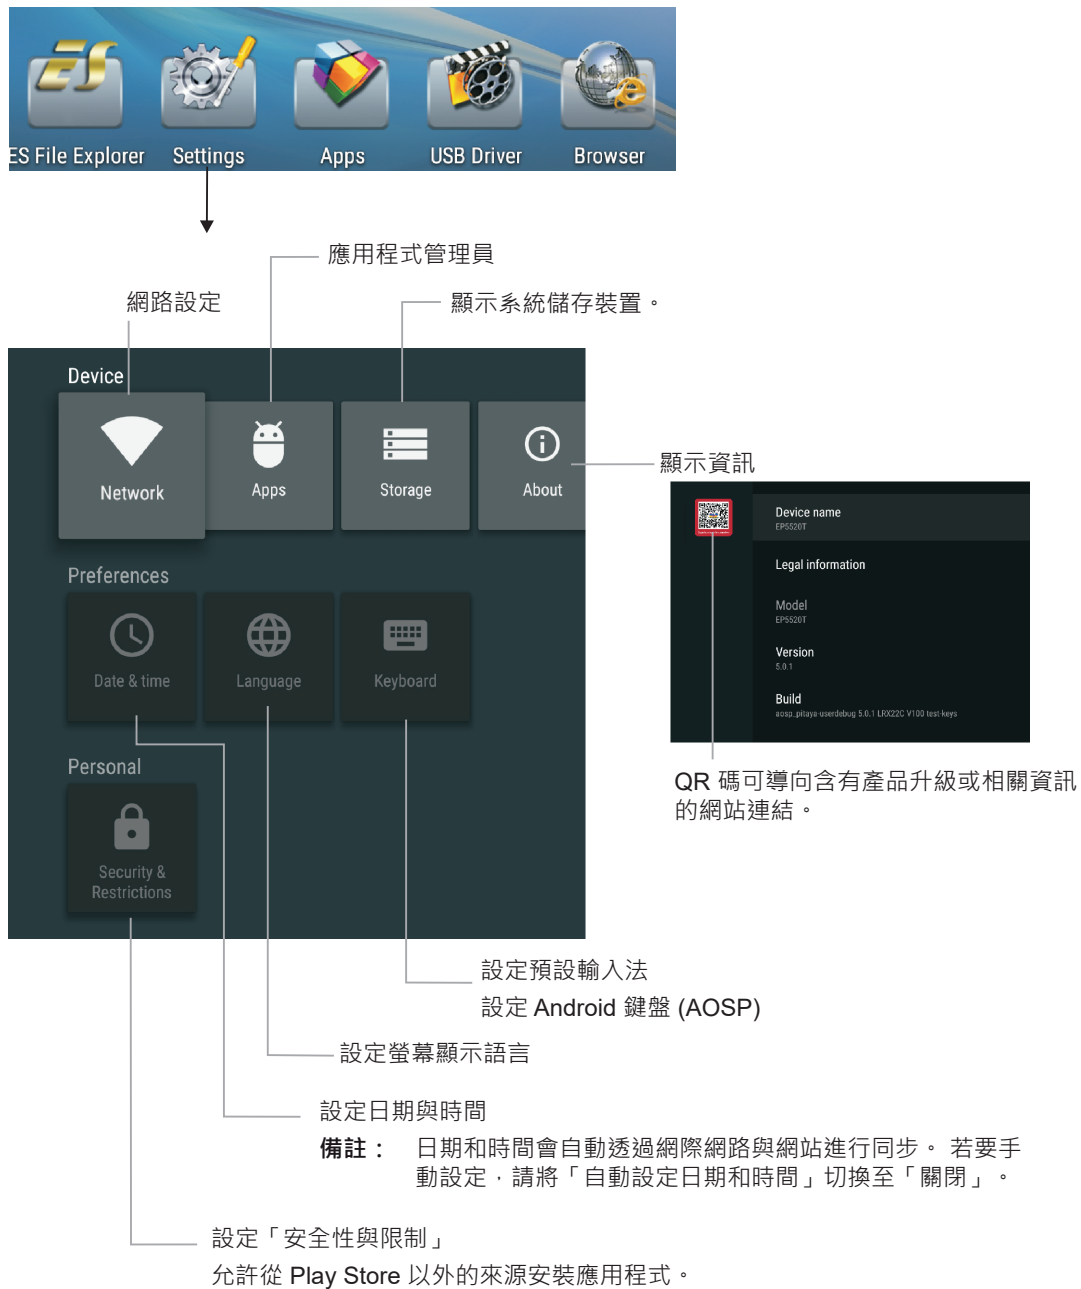 ES File Explorer
Settings
Apps
USB Driver
Browser
應用程式管理員
網路設定
顯示系統儲存裝置。
Device
Network
Apps
Storage
About
顯示資訊
Device name
EP5520T
Legal information
Model
EP5520T
Version
5.0.1
Build
aosp_pitaya-userdebug 5.0.1 LRX22C V100 test-keys
QR 碼可導向含有產品升級或相關資訊
的網站連結。
Preferences
Date & time
Language
Keyboard
Personal
Security &
Restrictions
設定預設輸入法
設定 Android 鍵盤 (AOSP)
設定螢幕顯示語言
設定日期與時間
備註： 日期和時間會自動透過網際網路與網站進行同步。 若要手
動設定，請將「自動設定日期和時間」切換至「關閉」。
設定「安全性與限制」
允許從 Play Store 以外的來源安裝應用程式。